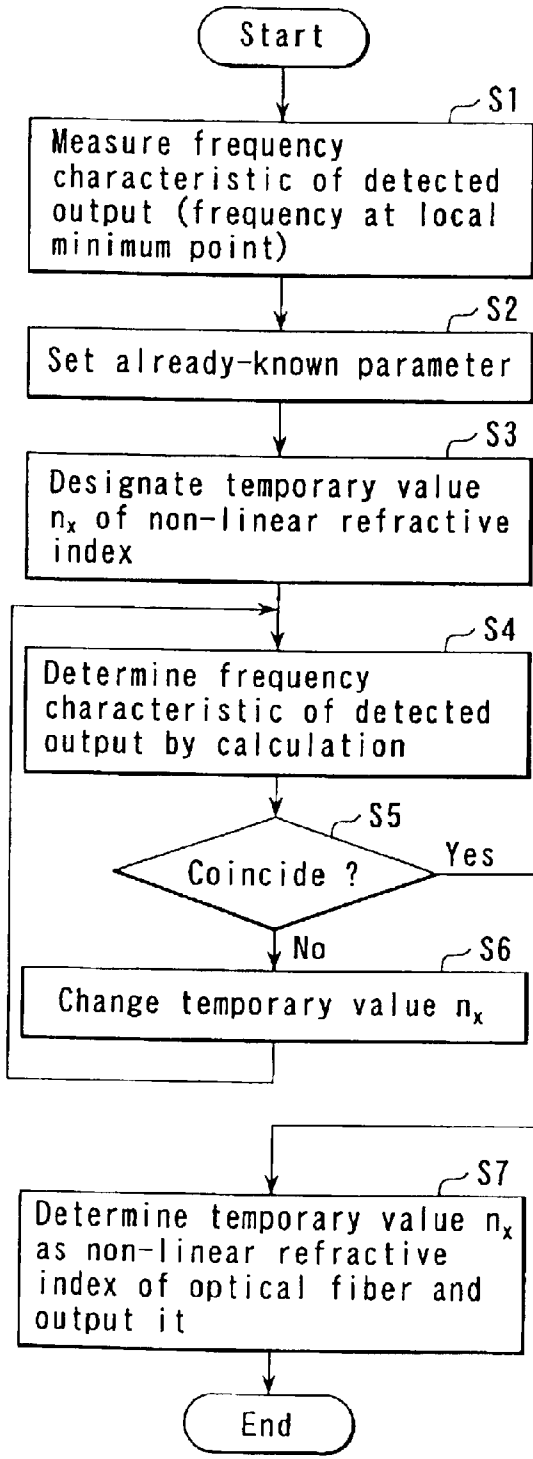 Start
S1
Measure frequency
characteristic of detected
output (frequency at local
minimum point)
S2
Set already-known parameter
S3
Designate temporary value
nx of non-linear refractive
index
S4
Determine frequency
characteristic of detected
output by calculation
S5
Coincide ?
Yes
No
S6
Change temporary value nx
S7
Determine temporary value nx
as non-linear refractive
index of optical fiber and
output it
End